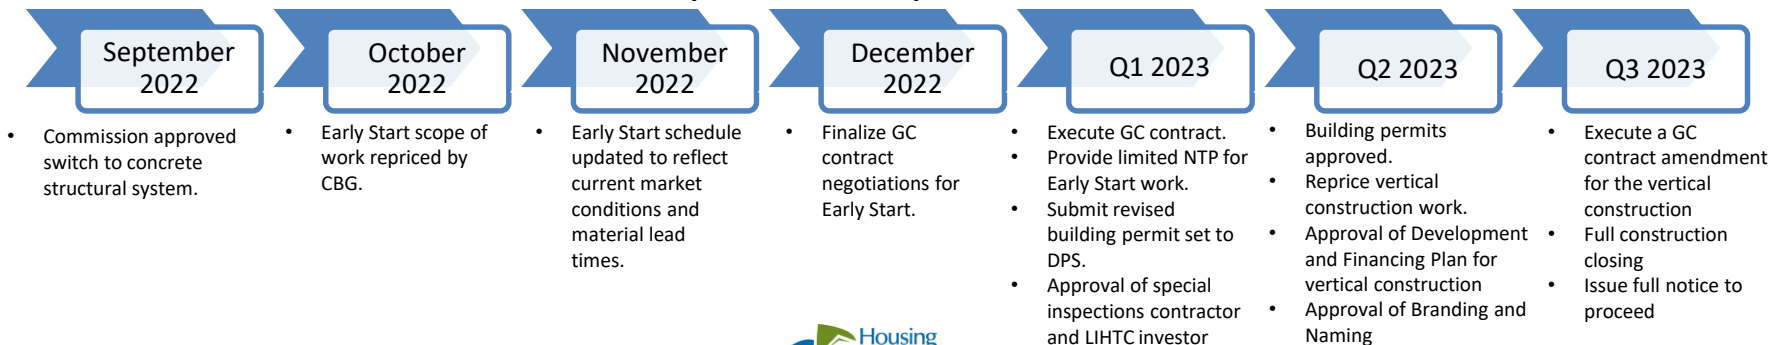 September
2022
October
2022
November
2022
December
2022
Q1 2023
Q2 2023
Q3 2023
• Commission approved
switch to concrete
structural system.
• Early Start scope of
work repriced by
CBG.
• Early Start schedule
updated to reflect
current market
conditions and
material lead
times.
• Finalize GC
contract
negotiations for
Early Start.
• Execute GC contract.
• Provide limited NTP for
Early Start work.
• Submit revised
building permit set to
DPS.
• Approval of special
inspections contractor
and LIHTC investor
• Building permits
approved.
• Reprice vertical
construction work.
• Approval of Development
and Financing Plan for
vertical construction
• Approval of Branding and
Naming
• Execute a GC
contract amendment
for the vertical
construction
• Full construction
closing
• Issue full notice to
proceed
Housing